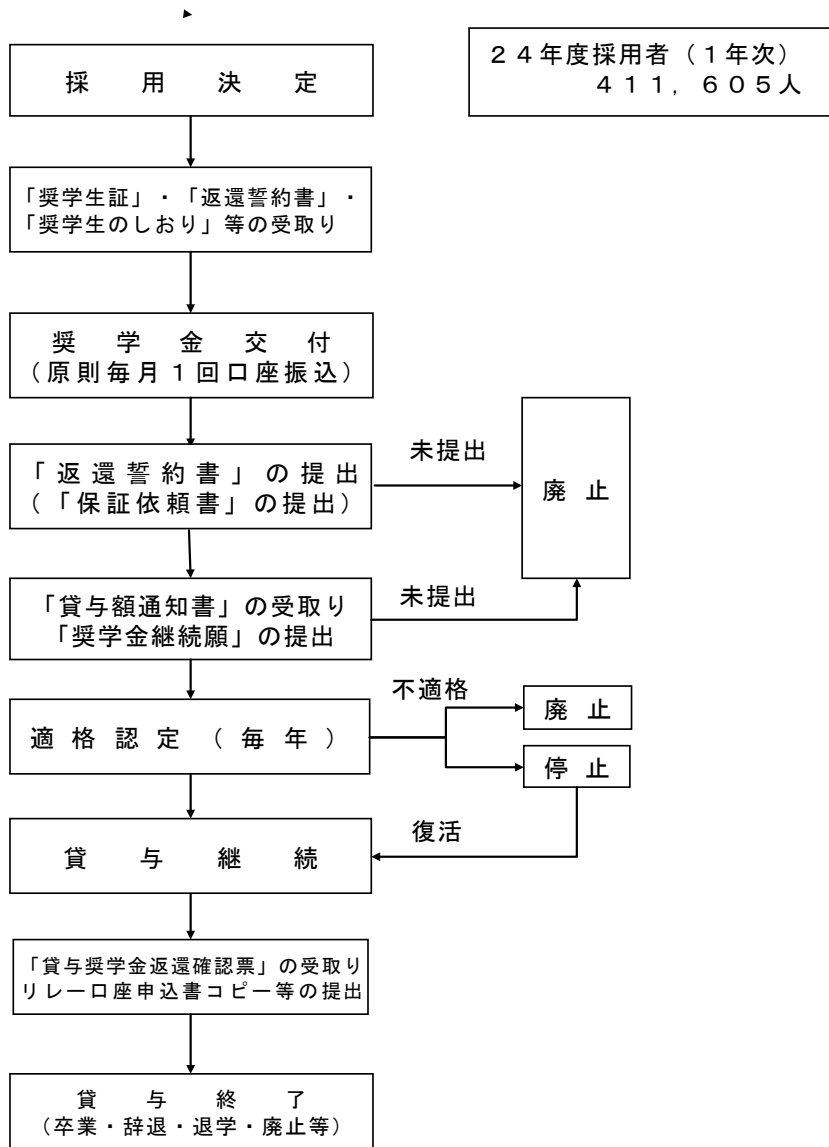 採用決定
24年度採用者(1年次)
411,605人
「奨学生証」・「返還誓約書」・
「奨学生のしおり」等の受取り
奨学金交付
(原則毎月1回口座振込)
「返還誓約書」の提出
(「保証依頼書」の提出)
未提出
廃止
「貸与額通知書」の受取り
「奨学金継続願」の提出
未提出
適格認定(毎年)
不適格
廃止
停止
貸与継続
復活
「貸与奨学金返還確認票」の受取り
リレー口座申込書コピー等の提出
貸与終了
(卒業・辞退・退学・廃止等)